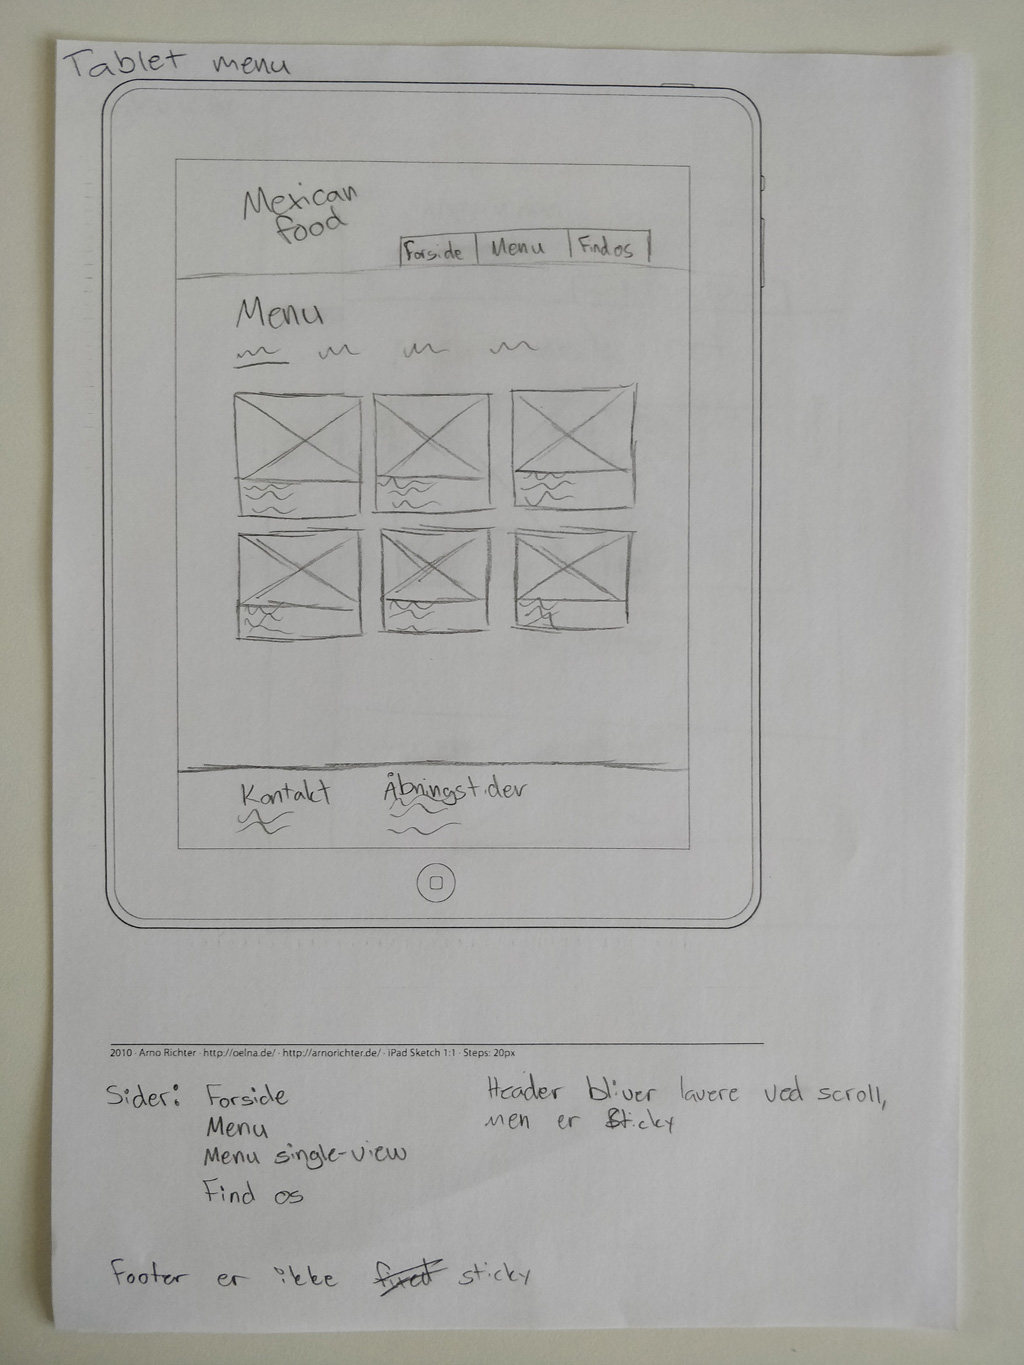 Tablet menu
Mexican
food
Forside Menu Find os
Menu
Kontakt Åbningstider
2010 · Arno Richter · http://oelna.de/ · http://arnorichter.de/ · iPad Sketch 1:1 · Steps: 20px
Sider: Forside
Menu
Menu single-view
Find os
Header bliver lavere ved scroll,
men er sticky
Footer er ikke fixed sticky